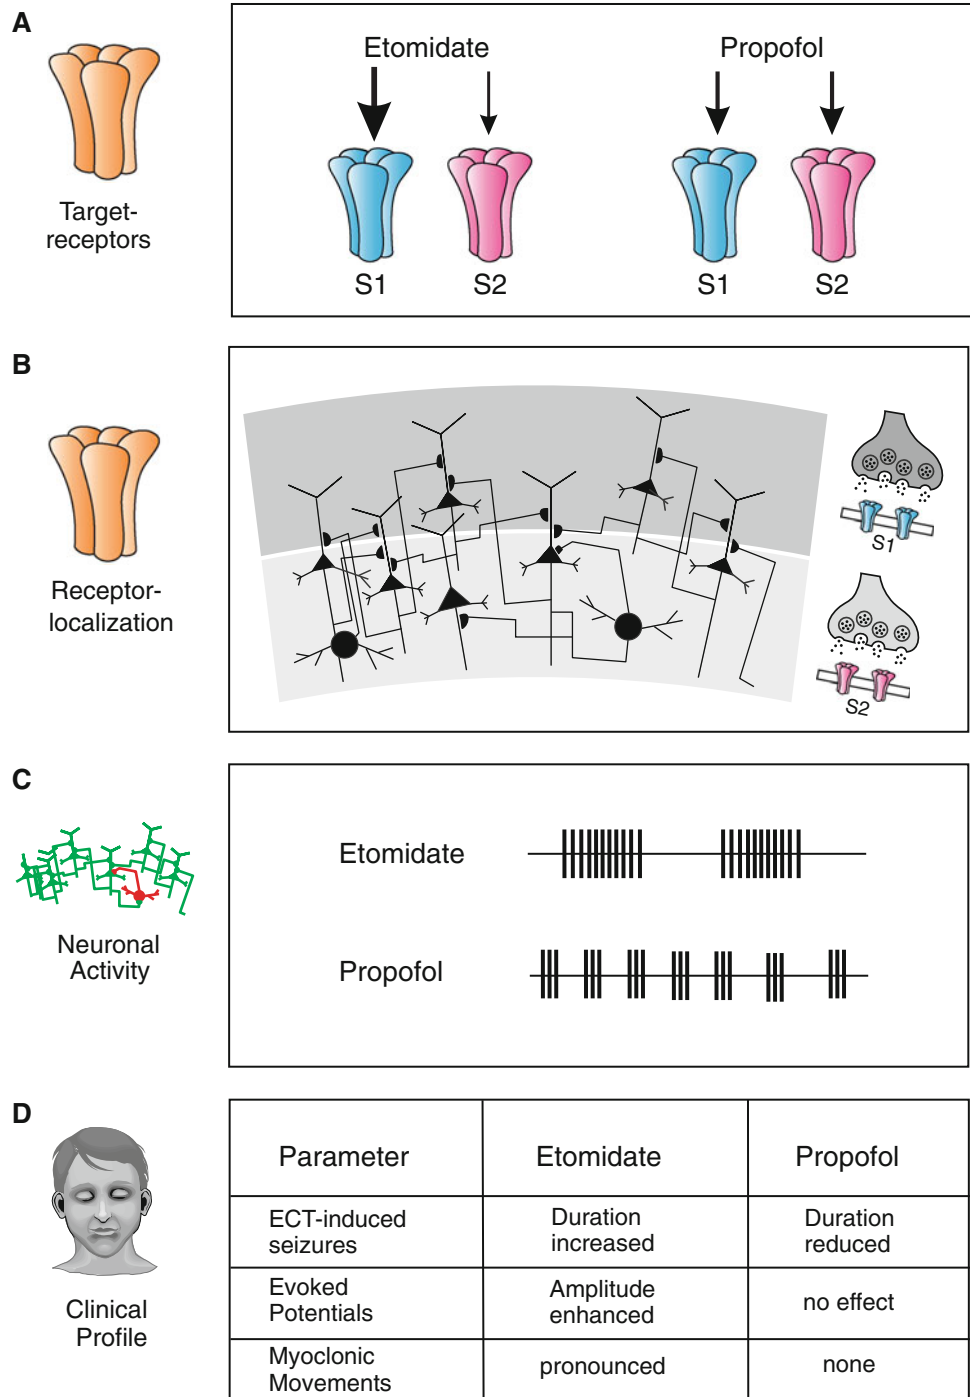 A
Target-
receptors
Etomidate
Propofol
S1
S2
S1
S2
B
Receptor-
localization
S1
S2
C
Neuronal
Activity
Etomidate
Propofol
D
Clinical
Profile
Parameter
Etomidate
Propofol
ECT-induced
seizures
Duration
increased
Duration
reduced
Evoked
Potentials
Amplitude
enhanced
no effect
Myoclonic
Movements
pronounced
none